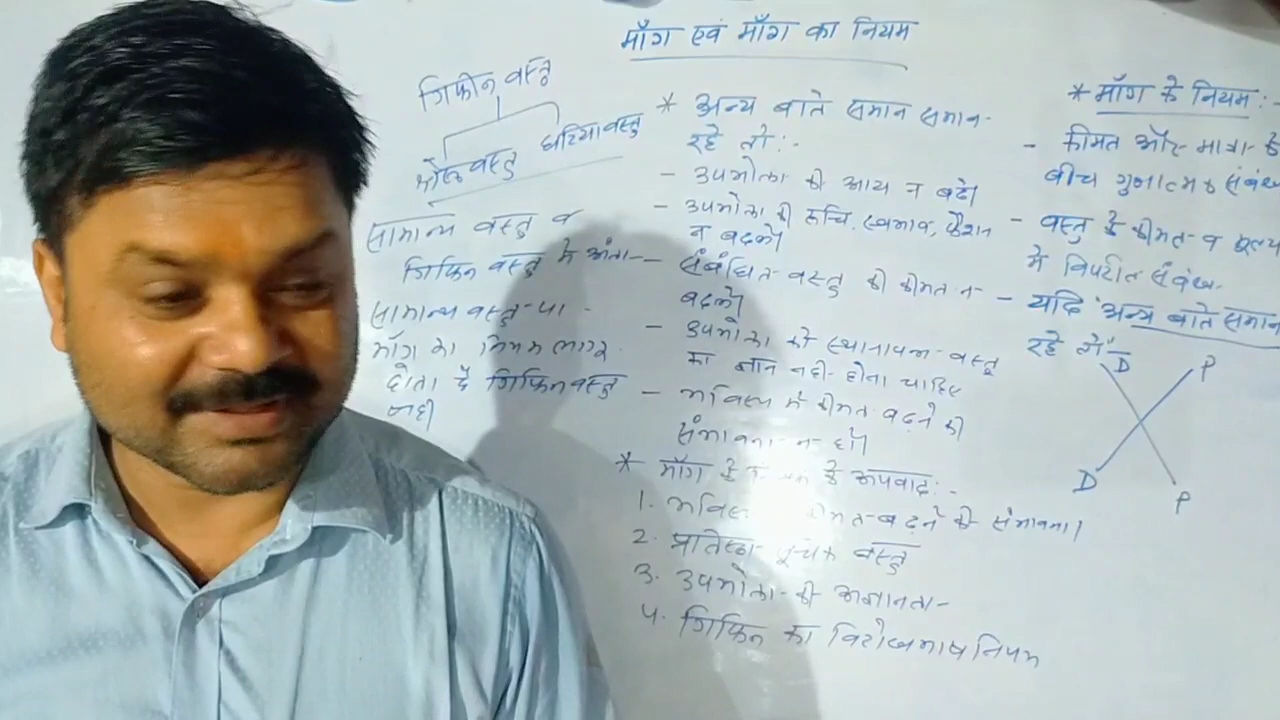 माँग एवं माँग का नियम
गिफीन वस्तु
श्रेष्ठ वस्तु घटिया वस्तु
सामान्य वस्तु व
गिफिन वस्तु मे अंतर
सामान्य वस्तु पर
माँग का नियम लागू
होता है गिफिन वस्तु
नही
* अन्य बाते समान समान
रहे तो :-
- उपभोक्ता की आय न बढे।
- उपभोक्ता की रूचि, स्वभाव, फैशन
न बदले।
- संबंधित वस्तु की कीमत न
बदले।
- उपभोक्ता को स्थानापन्न वस्तु
का ज्ञान नही होना चाहिए
- भविष्य मे कीमत बढ़ने की
संभावना न हो।
* माँग के के अपवाद :-
1. कीमत बढ़ने की संभावना।
2. प्रतिष्ठा सूचक वस्तु
3. उपभोक्ता की अज्ञानता
4. गिफिन का विरोधाभाष नियम
* माँग के नियम :-
- कीमत और मात्रा के
बीच गुनात्मक संबंध
- वस्तु के कीमत व मूल्य
मे विपरीत संबंध
- यदि अन्य बाते समान
रहे तो
D P
D P